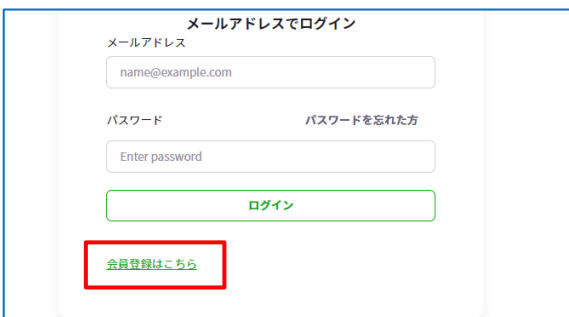 メールアドレスでログイン
メールアドレス
name@example.com
パスワード パスワードを忘れた方
Enter password
ログイン
会員登録はこちら